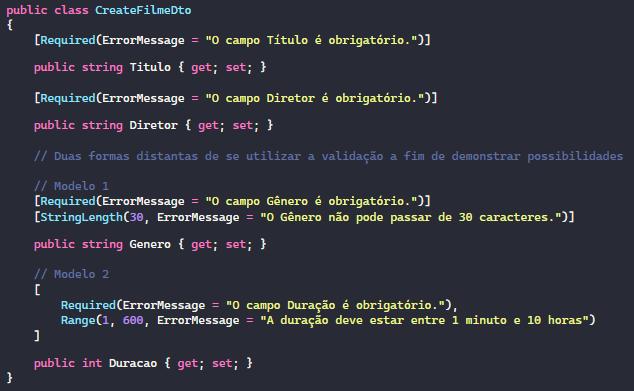 public class CreateFilmeDto
{
[Required(ErrorMessage = "O campo Título é obrigatório.")]
public string Titulo { get; set; }
[Required(ErrorMessage = "O campo Diretor é obrigatório.")]
public string Diretor { get; set; }
// Duas formas distantas de se utilizar a validação a fim de demonstrar possibilidades
// Modelo 1
[Required(ErrorMessage = "O campo Gênero é obrigatório.")]
[StringLength(30, ErrorMessage = "O Gênero não pode passar de 30 caracteres.")]
public string Genero { get; set; }
// Modelo 2
[
Required(ErrorMessage = "O campo Duração é obrigatório."),
Range(1, 600, ErrorMessage = "A duração deve estar entre 1 minuto e 10 horas")
]
public int Duracao { get; set; }
}